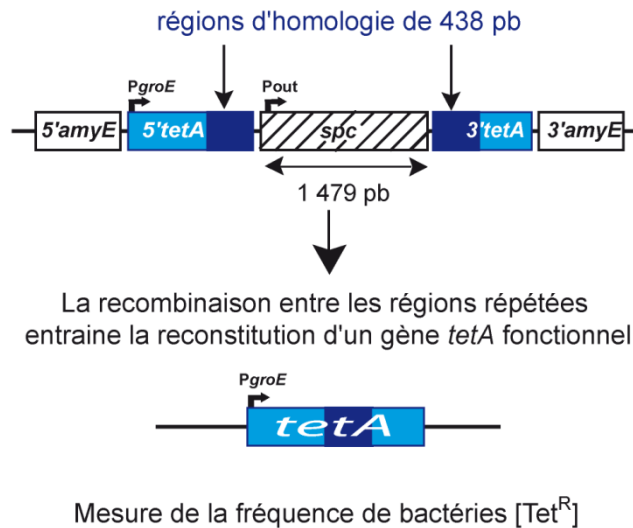 régions d'homologie de 438 pb
PgroE
Pout
5'amyE 5'tetA spc 3'tetA 3'amyE
1 479 pb
La recombinaison entre les régions répétées
entraine la reconstitution d'un gène tetA fonctionnel
PgroE
tetA
Mesure de la fréquence de bactéries [Tet^R]